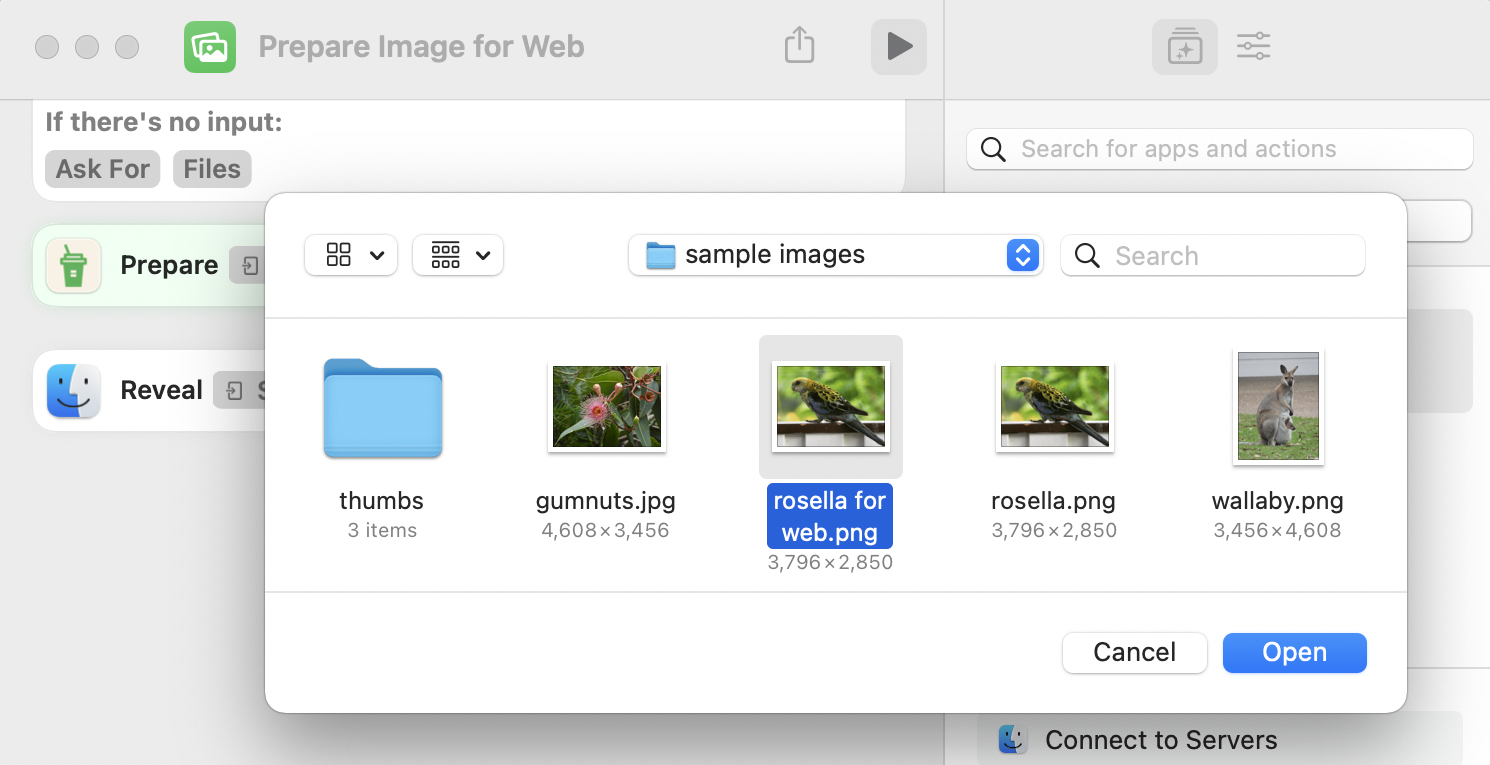 Prepare Image for Web
If there's no input:
Ask For Files
Search for apps and actions
Prepare
Reveal
sample images
Search
thumbs
3 items
gumnuts.jpg
4,608×3,456
rosella for
web.png
3,796×2,850
rosella.png
3,796×2,850
wallaby.png
3,456×4,608
Cancel
Open
Connect to Servers